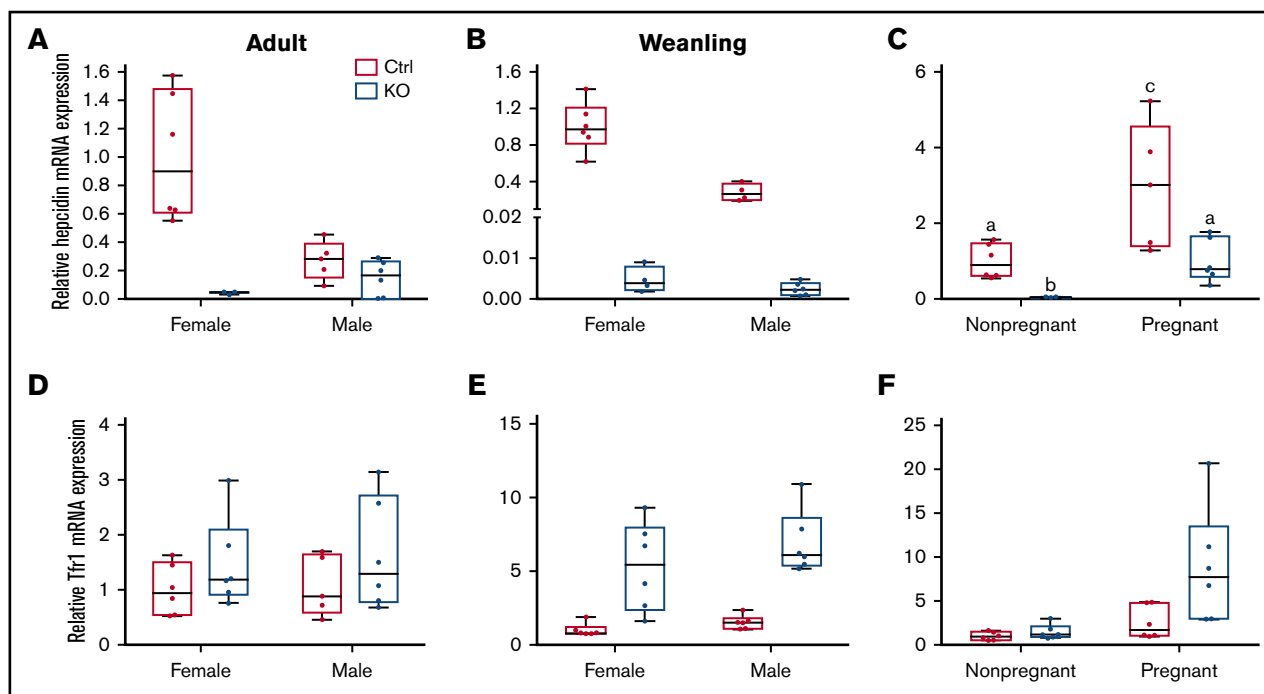 A
Adult
B
Weanling
C
Ctrl
KO
Relative hepcidin mRNA expression
1.6
1.4
1.2
1.0
0.8
0.6
0.4
0.2
0.0
Female
Male
1.6
1.2
0.8
0.4
0.02
0.01
0.00
Female
Male
6
4
2
0
a
b
c
a
Nonpregnant
Pregnant
D
E
F
Relative Tfr1 mRNA expression
4
3
2
1
0
Female
Male
15
10
5
0
Female
Male
25
20
15
10
5
0
Nonpregnant
Pregnant